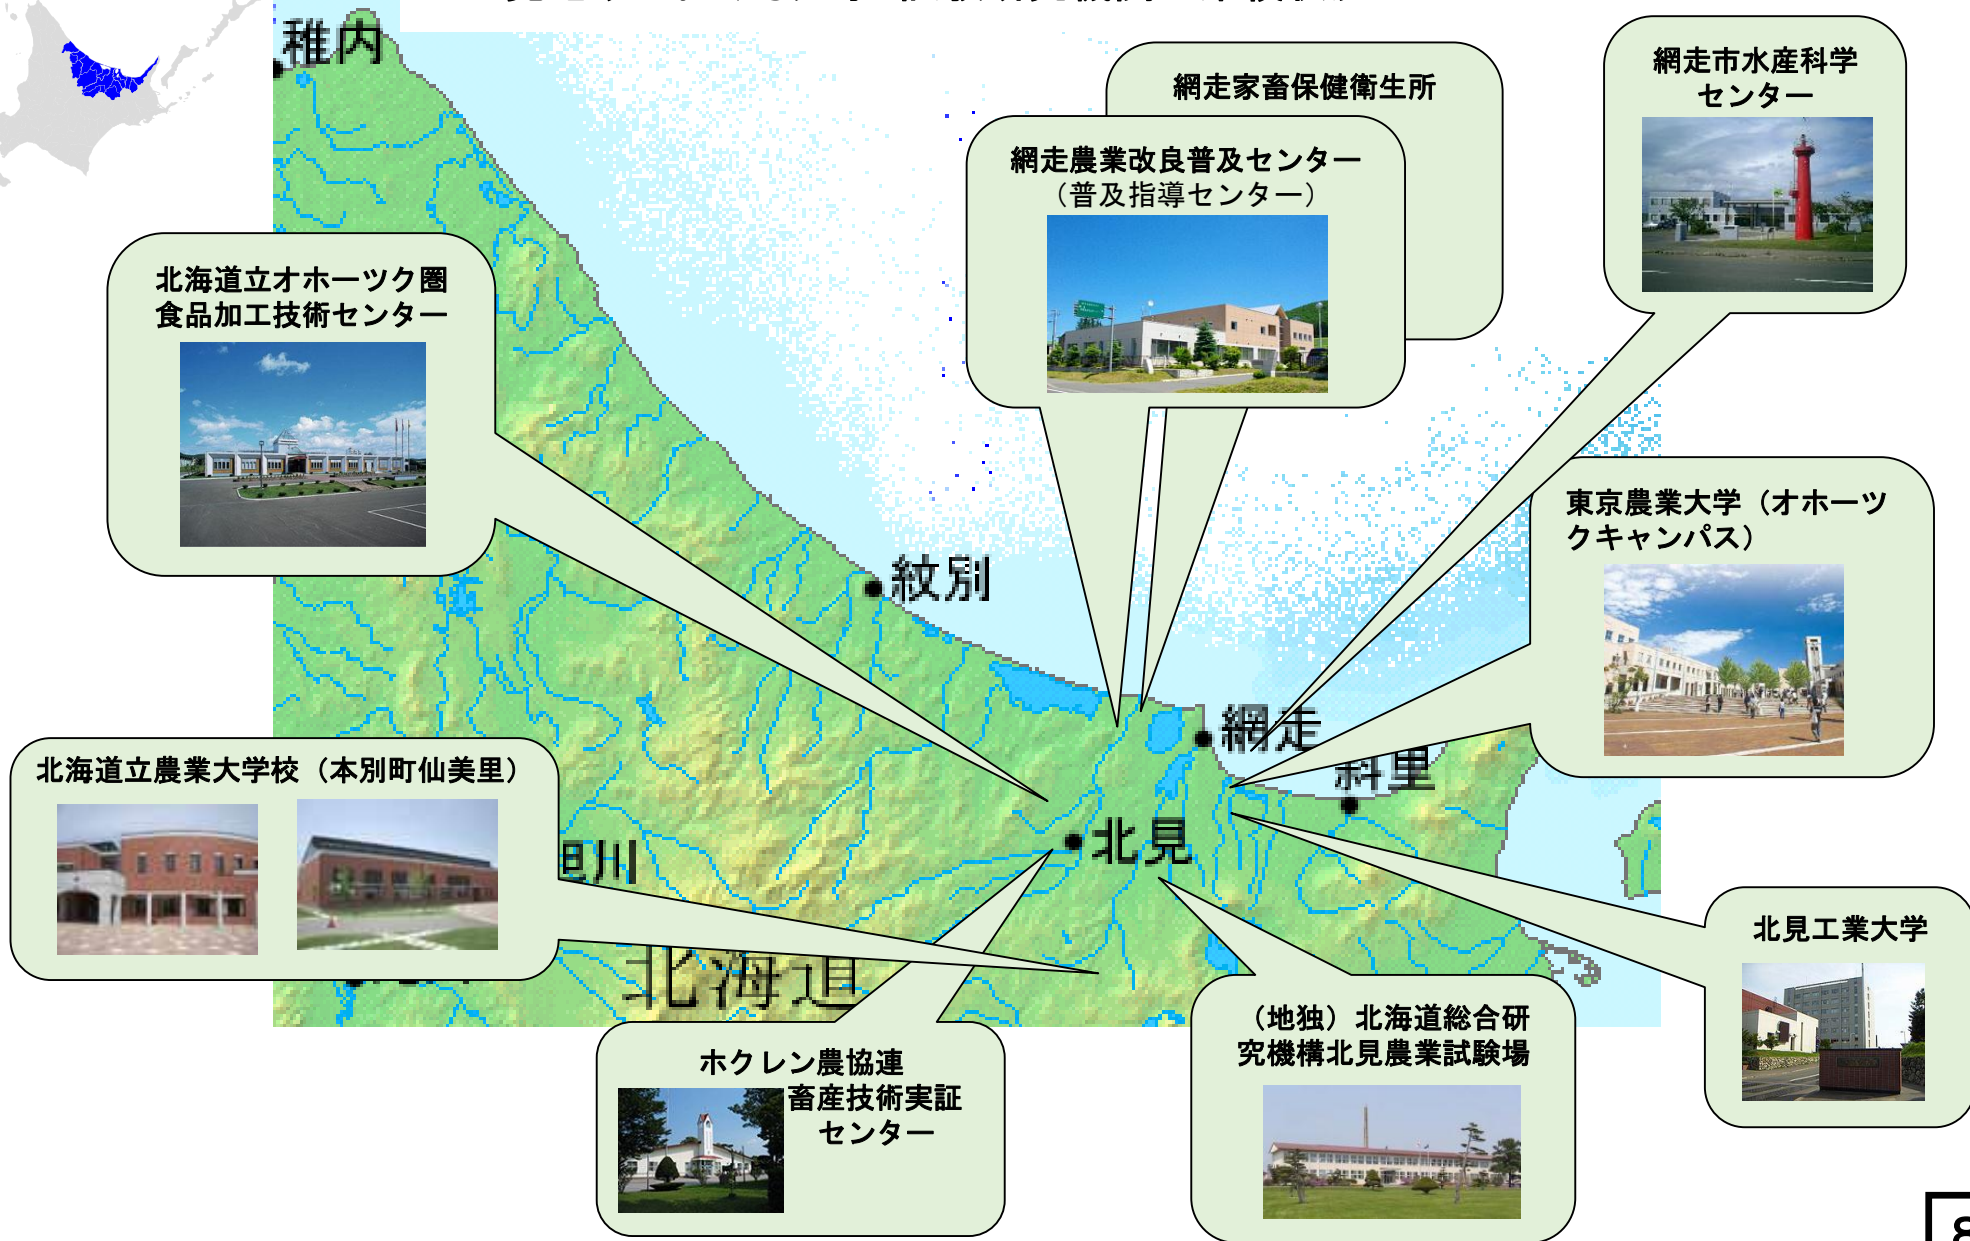 稚内
網走家畜保健衛生所
網走農業改良普及センター
（普及指導センター）
網走市水産科学
センター
北海道立オホーツク圏
食品加工技術センター
東京農業大学（オホーツ
クキャンパス）
紋別
網走
斜里
北海道立農業大学校（本別町仙美里）
北見
旭川
北見工業大学
北海道
（地独）北海道総合研
究機構北見農業試験場
ホクレン農協連
畜産技術実証
センター